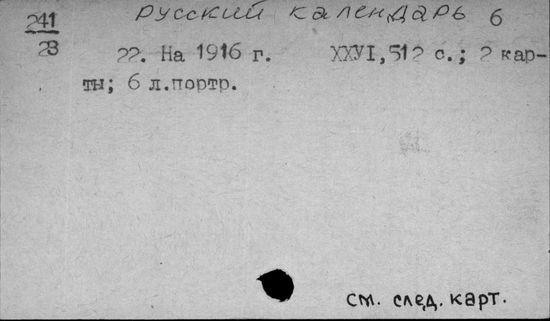 русский календарь 6
241
28
22. На 1916 г. XXVI,512 с.; 2 кар-
ты; 6 л.портр.
см. след. карт.